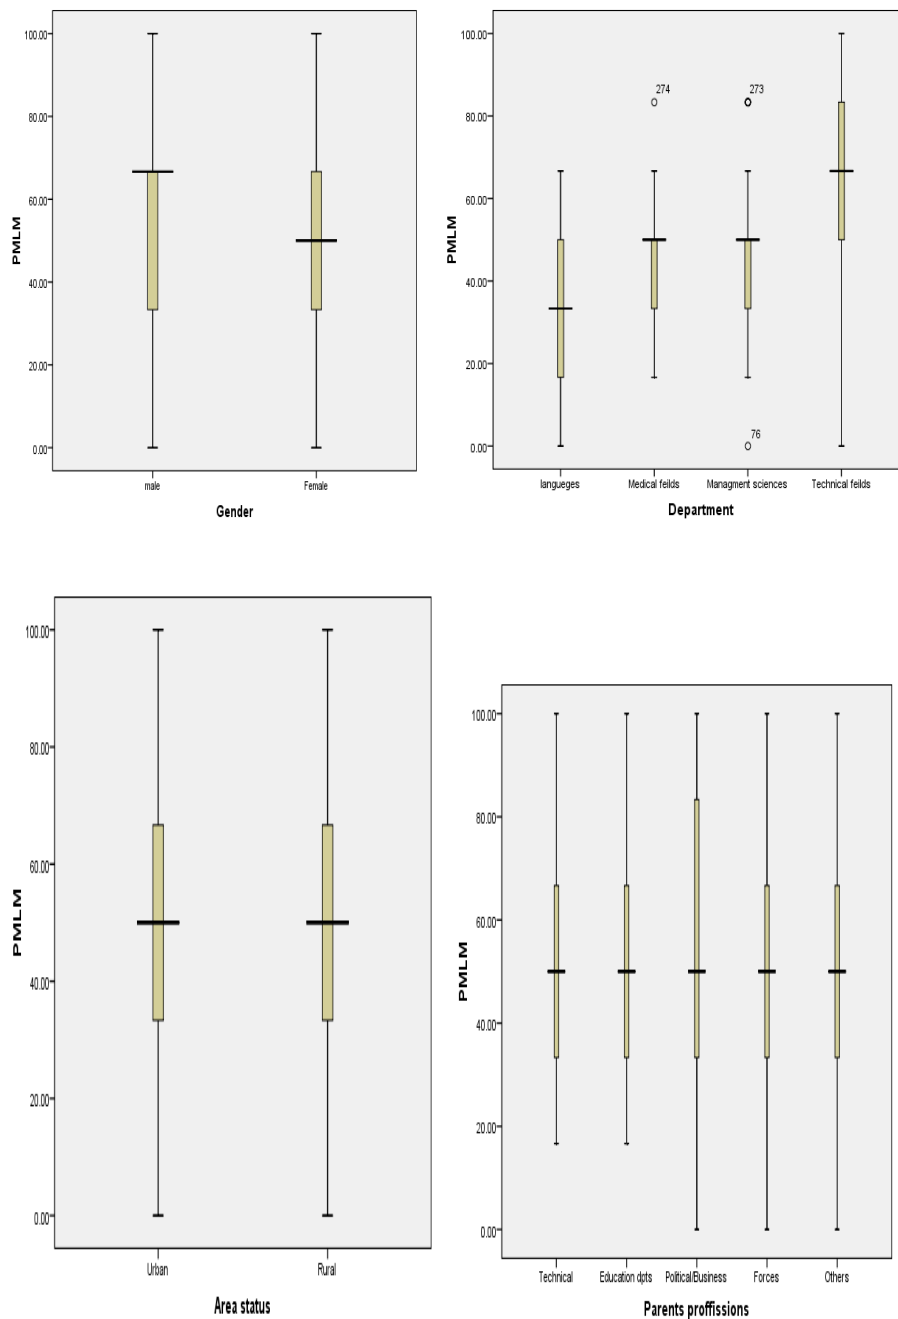 100.00
80.00
60.00
40.00
20.00
0.00
PMLM
male Female
Gender
100.00
80.00
60.00
40.00
20.00
0.00
PMLM
274
273
76
langueges Medical feilds Managment sciences Technical feilds
Department
100.00
80.00
60.00
40.00
20.00
0.00
PMLM
Urban Rural
Area status
100.00
80.00
60.00
40.00
20.00
0.00
PMLM
Technical Education dpts Political/Business Forces Others
Parents proffissions